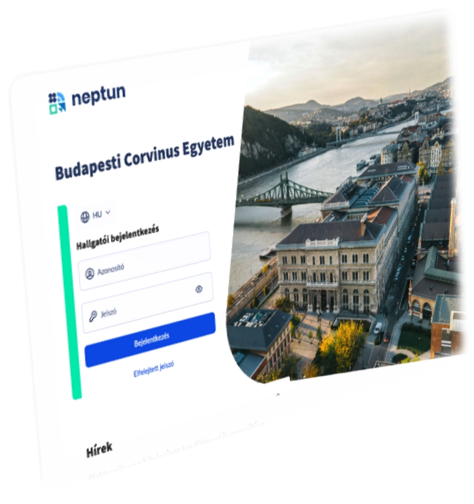 neptun
Budapesti Corvinus Egyetem
HU
Hallgatói bejelentkezés
Azonosító
Jelszó
Bejelentkezés
Elfelejtett jelszó
Hírek